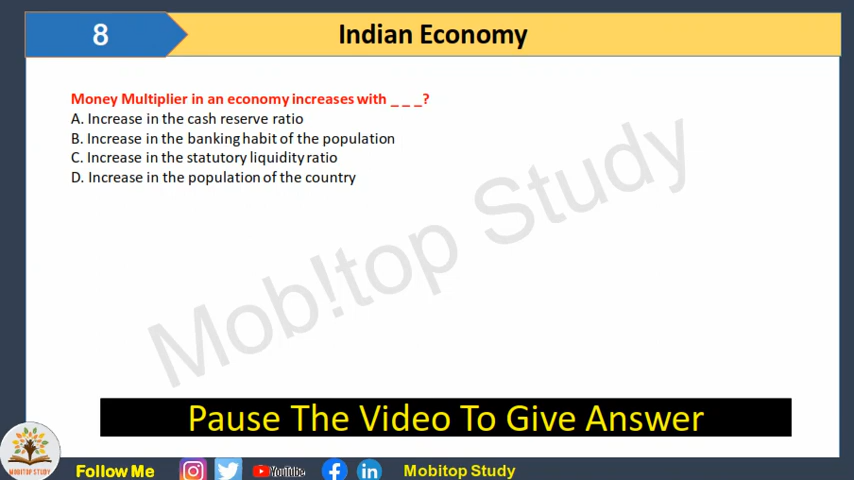 8
Indian Economy
Money Multiplier in an economy increases with _ _ _?
A. Increase in the cash reserve ratio
B. Increase in the banking habit of the population
C. Increase in the statutory liquidity ratio
D. Increase in the population of the country
Mob!top Study
Pause The Video To Give Answer
MOBITOP STUDY
Follow Me
YouTube
Mobitop Study